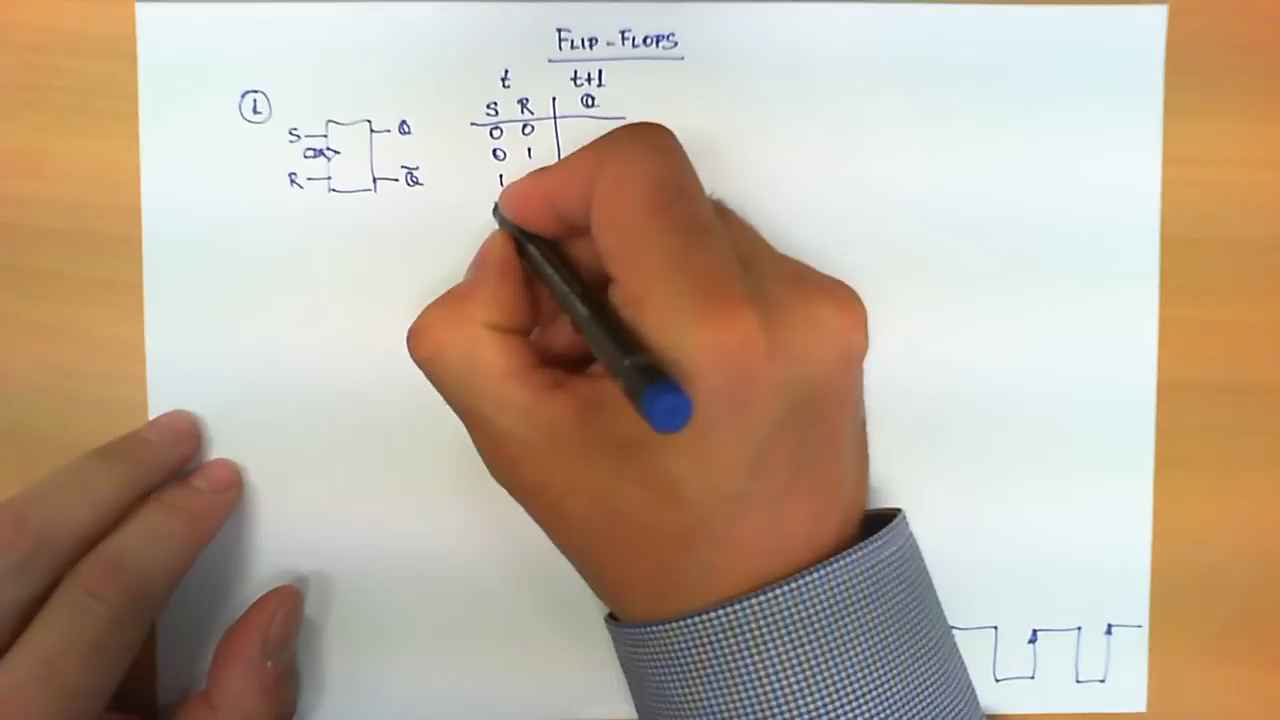 FLIP-FLOPS
t t+1
1
S R Q
S Q
0 0
0 1
R Q̅
1